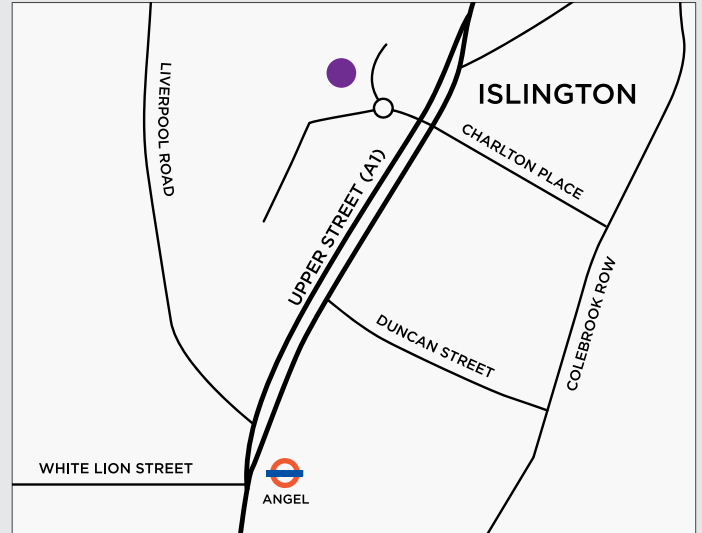 LIVERPOOL ROAD
ISLINGTON
CHARLTON PLACE
UPPER STREET (A1)
COLEBROOK ROW
DUNCAN STREET
WHITE LION STREET
ANGEL